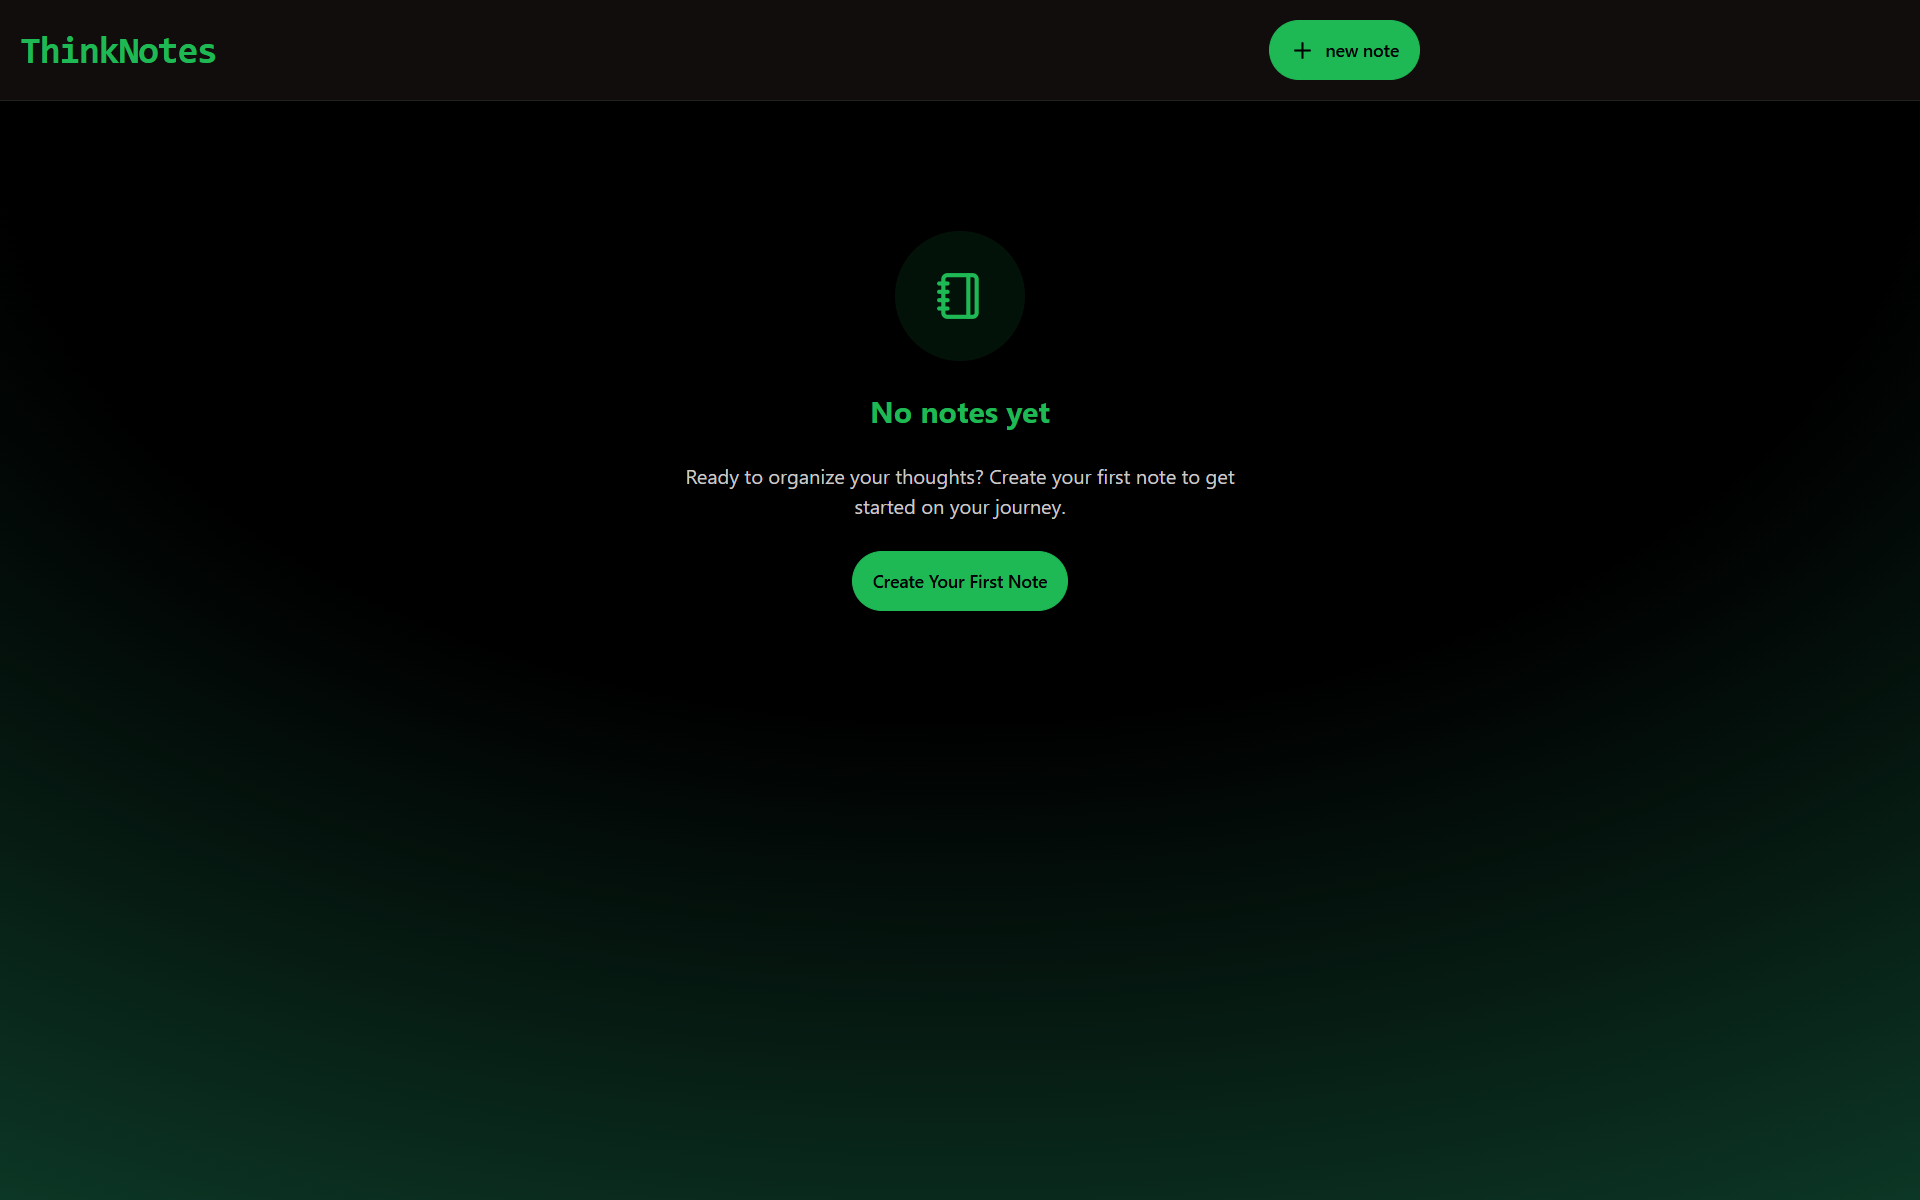 ThinkNotes
new note
No notes yet
Ready to organize your thoughts? Create your first note to get
started on your journey.
Create Your First Note